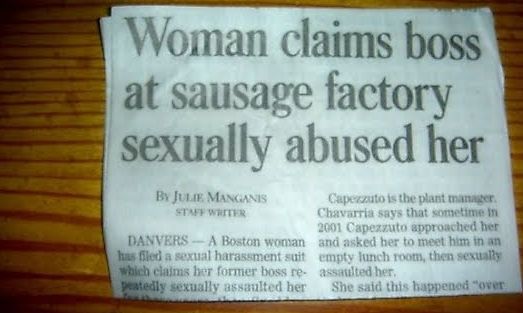 Woman claims boss
at sausage factory
sexually abused her
By JULIE MANGANIS
STAFF WRITER
DANVERS — A Boston woman
has filed a sexual harassment suit
which claims her former boss re-
peatedly sexually assaulted her
Capezzuto is the plant manager.
Chavarria says that sometime in
2001 Capezzuto approached her
and asked her to meet him in an
empty lunch room, then sexually
assaulted her.
She said this happened "over